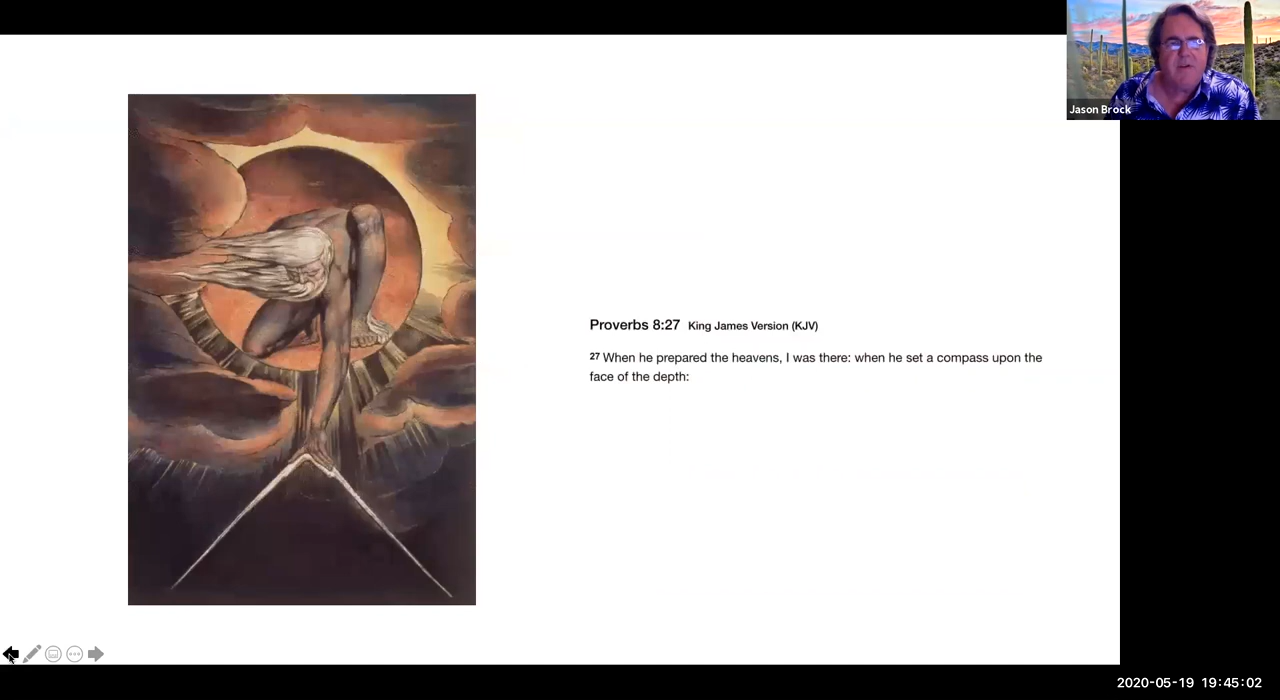 Jason Brock
Proverbs 8:27 King James Version (KJV)
27 When he prepared the heavens, I was there: when he set a compass upon the
face of the depth:
2020-05-19 19:45:02